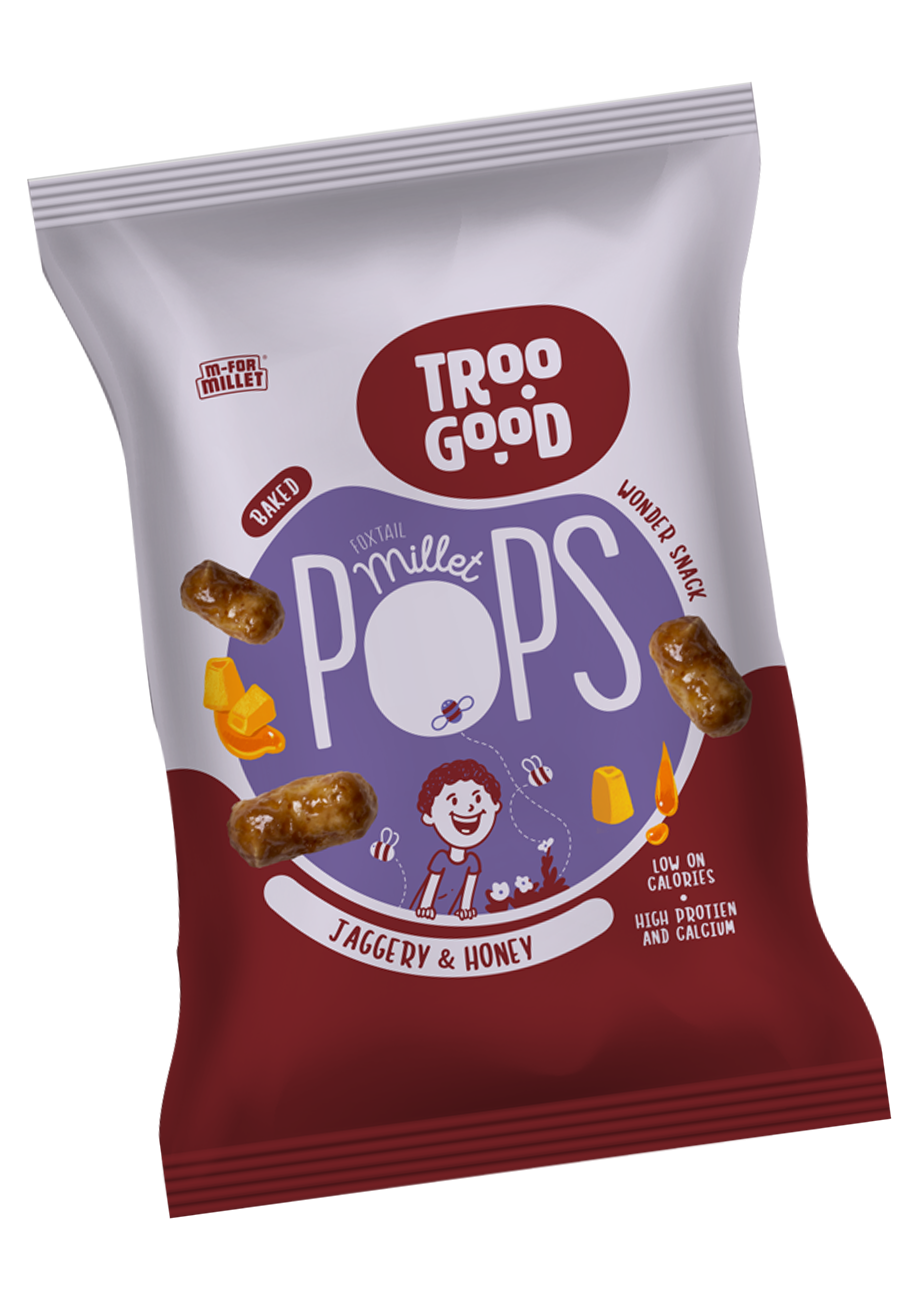 M-FOR
MILLET®
TROO
GOOD
BAKED
WONDER SNACK
FOXTAIL
Millet
POPS
LOW ON
CALORIES
•
HIGH PROTIEN
AND CALCIUM
JAGGERY & HONEY